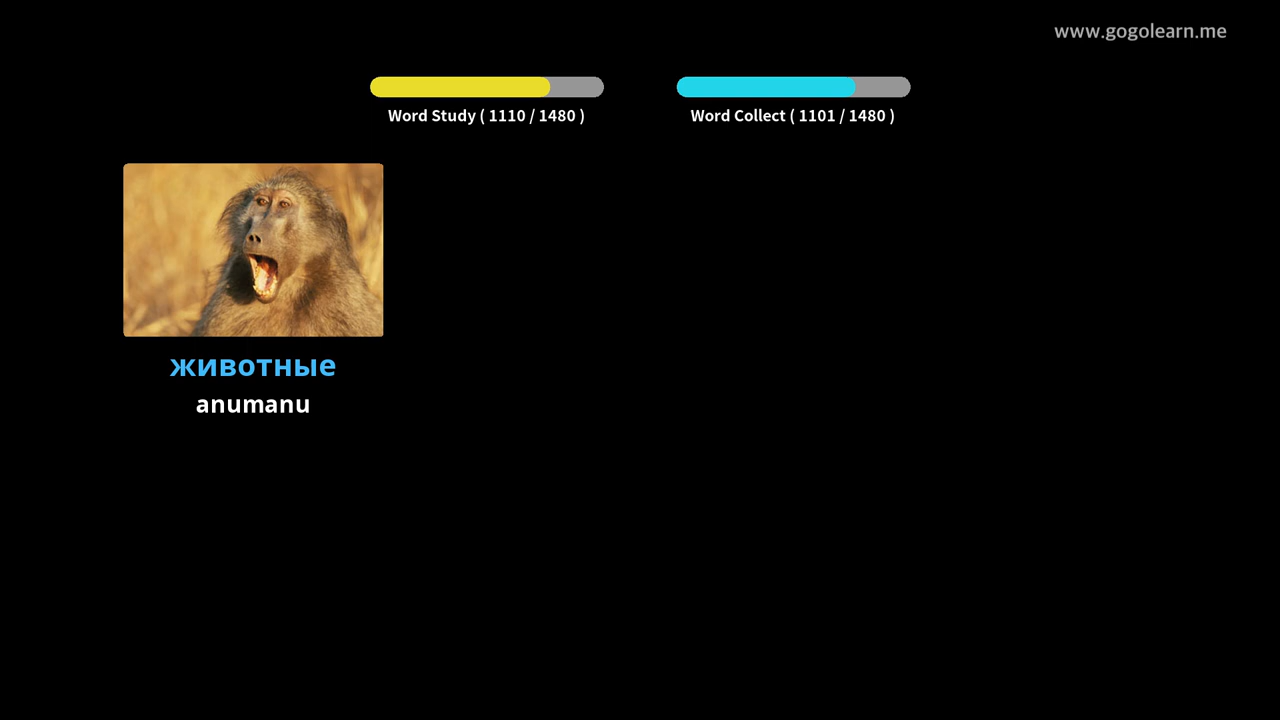 www.gogolearn.me
Word Study ( 1110 / 1480 )
Word Collect ( 1101 / 1480 )
животные
anumanu